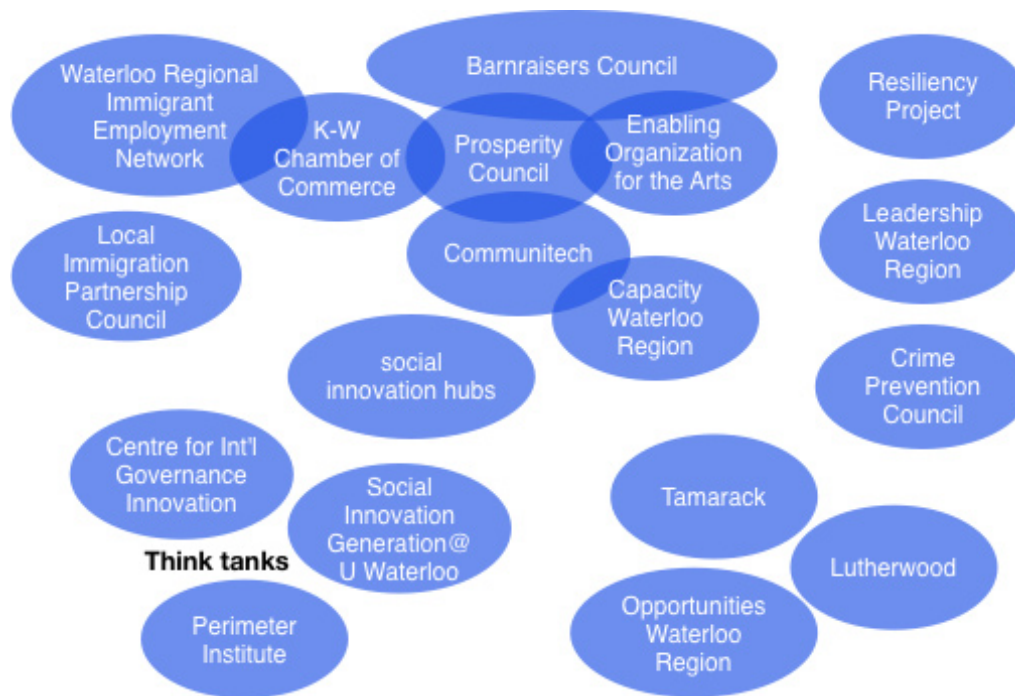 Waterloo Regional
Immigrant
Employment
Network
K-W
Chamber of
Commerce
Barnraisers Council
Prosperity
Council
Enabling
Organization
for the Arts
Resiliency
Project
Local
Immigration
Partnership
Council
Communitech
Capacity
Waterloo
Region
Leadership
Waterloo
Region
social
innovation hubs
Crime
Prevention
Council
Centre for Int'l
Governance
Innovation
Social
Innovation
Generation@
U Waterloo
Think tanks
Perimeter
Institute
Tamarack
Lutherwood
Opportunities
Waterloo
Region